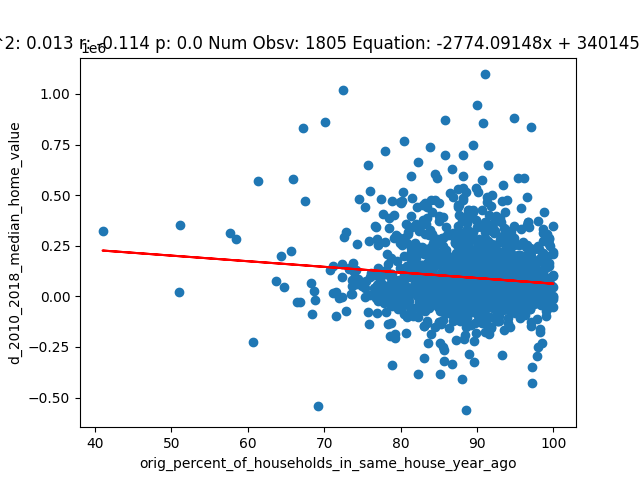 ^2: 0.013 r: -0.114 p: 0.0 Num Obsv: 1805 Equation: -2774.09148x + 340145
1e6
1.00
0.75
0.50
0.25
0.00
−0.25
−0.50
d_2010_2018_median_home_value
40 50 60 70 80 90 100
orig_percent_of_households_in_same_house_year_ago